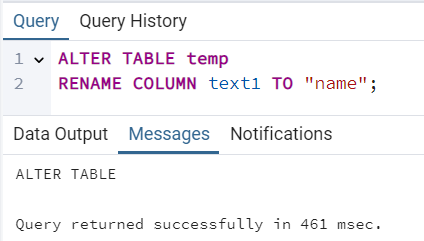 Query Query History
1 ALTER TABLE temp
2 RENAME COLUMN text1 TO "name";
Data Output Messages Notifications
ALTER TABLE
Query returned successfully in 461 msec.